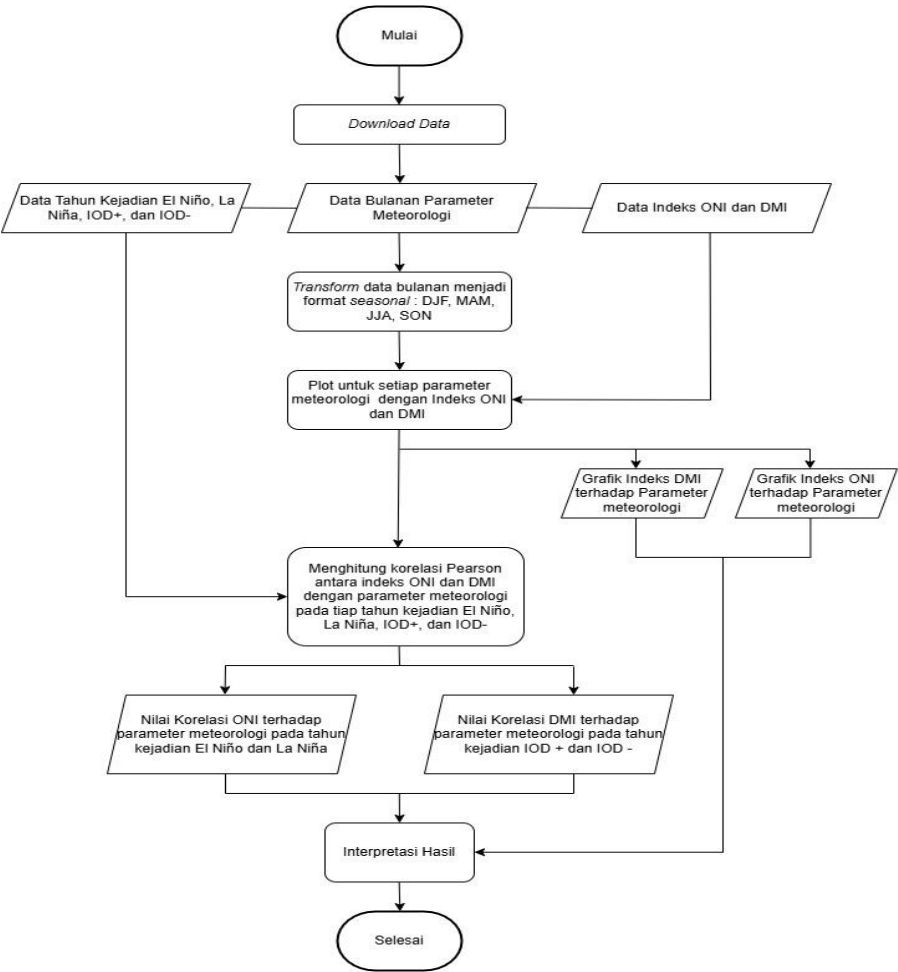 Mulai
Download Data
Data Tahun Kejadian El Niño, La
Niña, IOD+, dan IOD-
Data Bulanan Parameter
Meteorologi
Data Indeks ONI dan DMI
Transform data bulanan menjadi
format seasonal : DJF, MAM,
JJA, SON
Plot untuk setiap parameter
meteorologi dengan Indeks ONI
dan DMI
Grafik Indeks DMI
terhadap Parameter
meteorologi
Grafik Indeks ONI
terhadap Parameter
meteorologi
Menghitung korelasi Pearson
antara indeks ONI dan DMI
dengan parameter meteorologi
pada tiap tahun kejadian El Niño,
La Niña, IOD+, dan IOD-
Nilai Korelasi ONI terhadap
parameter meteorologi pada tahun
kejadian El Niño dan La Niña
Nilai Korelasi DMI terhadap
parameter meteorologi pada tahun
kejadian IOD + dan IOD -
Interpretasi Hasil
Selesai